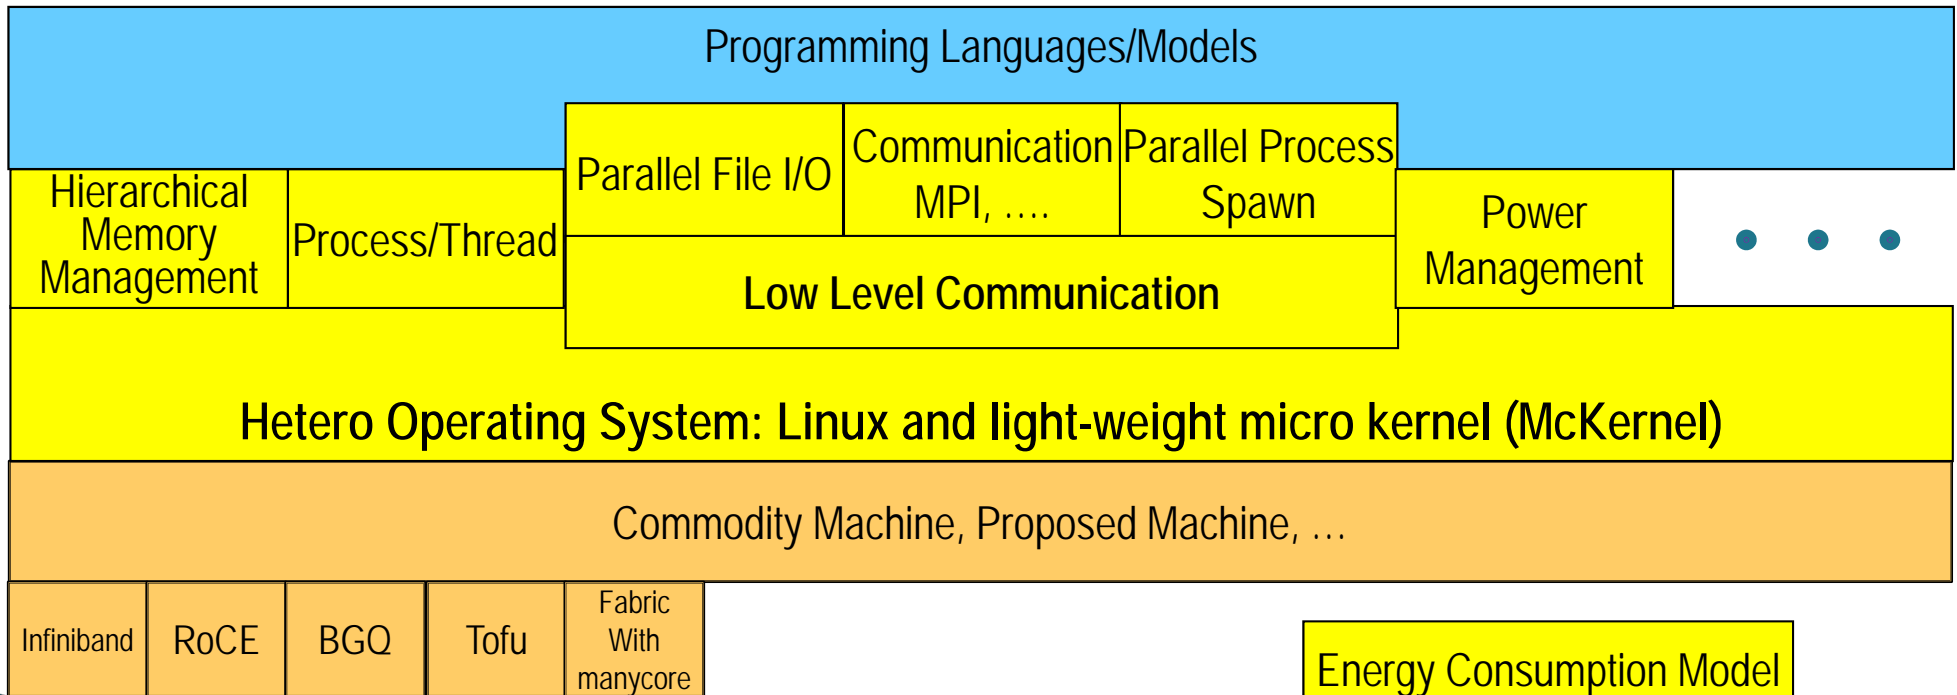 Programming Languages/Models
Parallel File I/O
Communication
MPI, ....
Parallel Process
Spawn
Hierarchical
Memory
Management
Process/Thread
Power
Management
Low Level Communication
Hetero Operating System: Linux and light-weight micro kernel (McKernel)
Commodity Machine, Proposed Machine, ...
Infiniband
RoCE
BGQ
Tofu
Fabric
With
manycore
Energy Consumption Model